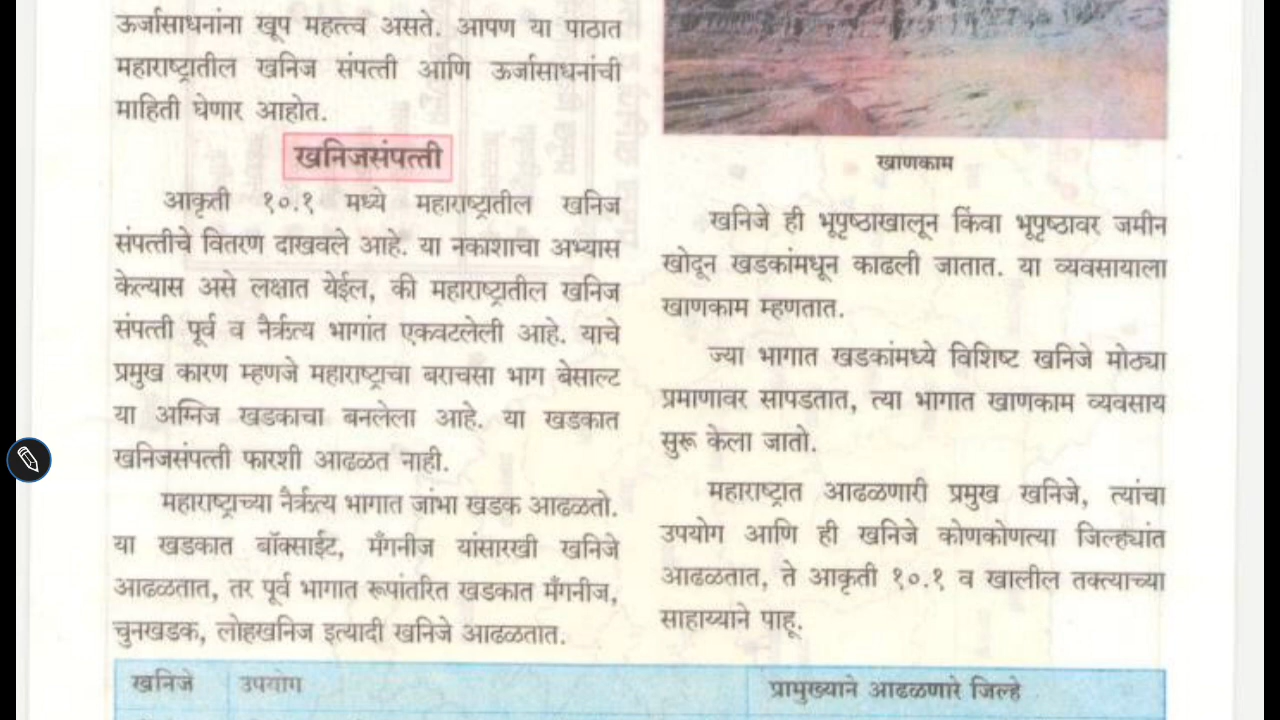 ऊर्जासाधनांना खूप महत्त्व असते. आपण या पाठात
महाराष्ट्रातील खनिज संपत्ती आणि ऊर्जासाधनांची
माहिती घेणार आहोत.
खनिजसंपत्ती
आकृती १०.१ मध्ये महाराष्ट्रातील खनिज
संपत्तीचे वितरण दाखवले आहे. या नकाशाचा अभ्यास
केल्यास असे लक्षात येईल, की महाराष्ट्रातील खनिज
संपत्ती पूर्व व नैर्ऋत्य भागांत एकवटलेली आहे. याचे
प्रमुख कारण म्हणजे महाराष्ट्राचा बराचसा भाग बेसाल्ट
या अग्निज खडकाचा बनलेला आहे. या खडकात
खनिजसंपत्ती फारशी आढळत नाही.
महाराष्ट्राच्या नैर्ऋत्य भागात जांभा खडक आढळतो.
या खडकात बॉक्साईट, मँगनीज यांसारखी खनिजे
आढळतात, तर पूर्व भागात रूपांतरित खडकात मँगनीज,
चुनखडक, लोहखनिज इत्यादी खनिजे आढळतात.
खाणकाम
खनिजे ही भूपृष्ठाखालून किंवा भूपृष्ठावर जमीन
खोदून खडकांमधून काढली जातात. या व्यवसायाला
खाणकाम म्हणतात.
ज्या भागात खडकांमध्ये विशिष्ट खनिजे मोठ्या
प्रमाणावर सापडतात, त्या भागात खाणकाम व्यवसाय
सुरू केला जातो.
महाराष्ट्रात आढळणारी प्रमुख खनिजे, त्यांचा
उपयोग आणि ही खनिजे कोणकोणत्या जिल्ह्यांत
आढळतात, ते आकृती १०.१ व खालील तक्त्याच्या
साहाय्याने पाहू.
खनिजे उपयोग प्रामुख्याने आढळणारे जिल्हे